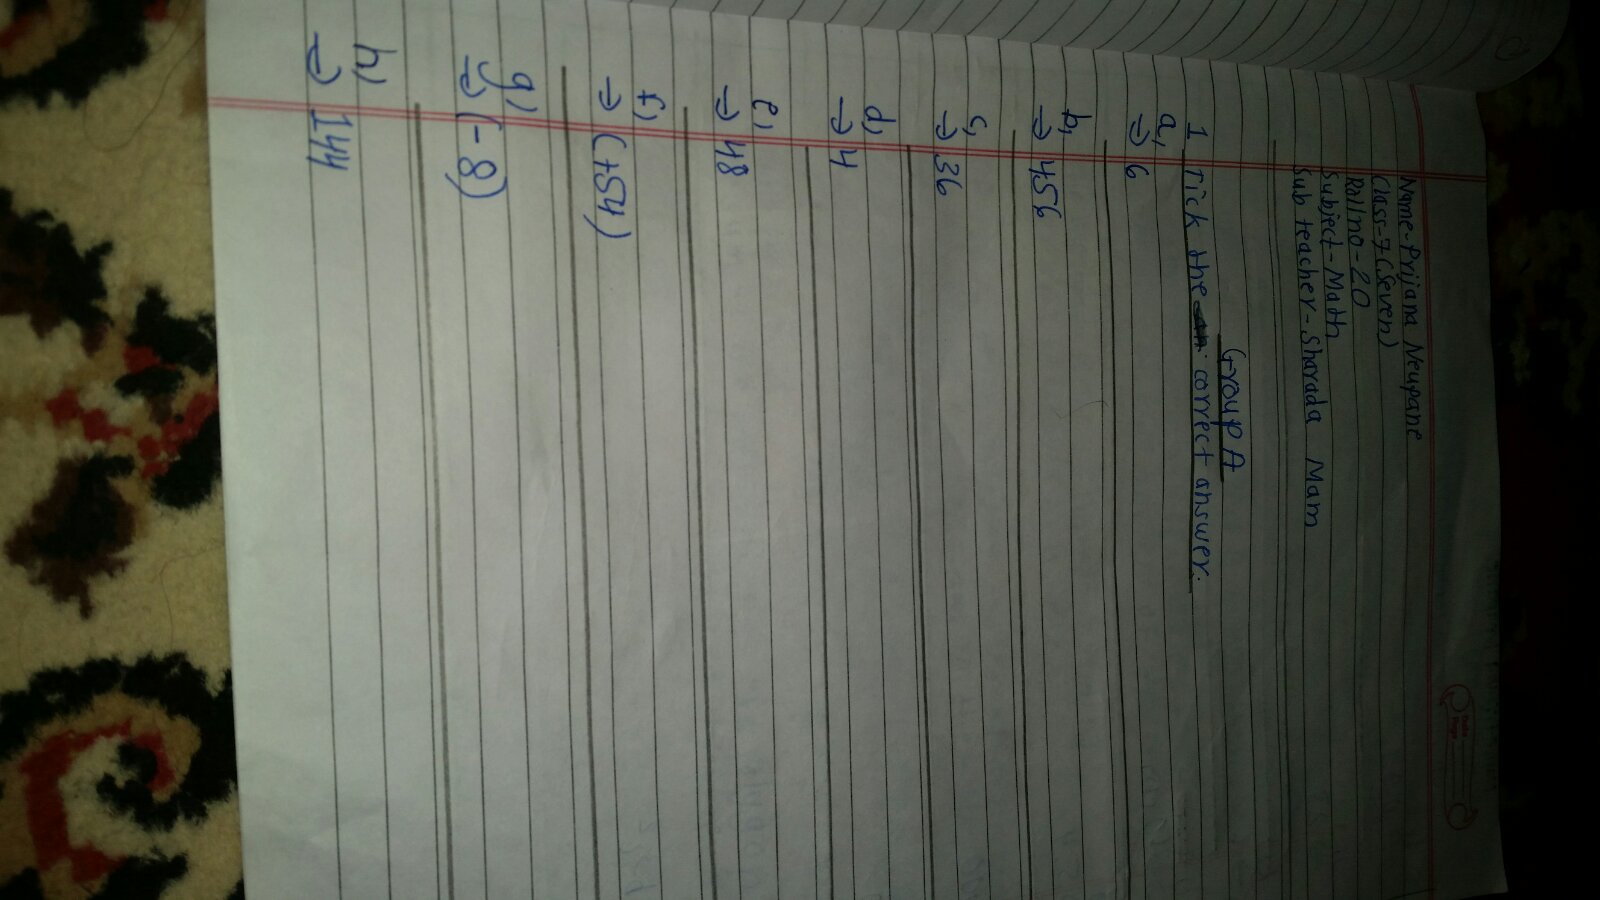 Name-Prijana Neupane
Class-7(Seven)
Rollno-20
Subject-Math
Sub teacher-Sharada Mam
Group A
1 Tick the correct answer.
a,
→ 6
b,
→ 456
c,
→ 36
d,
→ 4
e,
→ 48
f,
→ (+54)
g,
→ (-8)
h,
→ 144